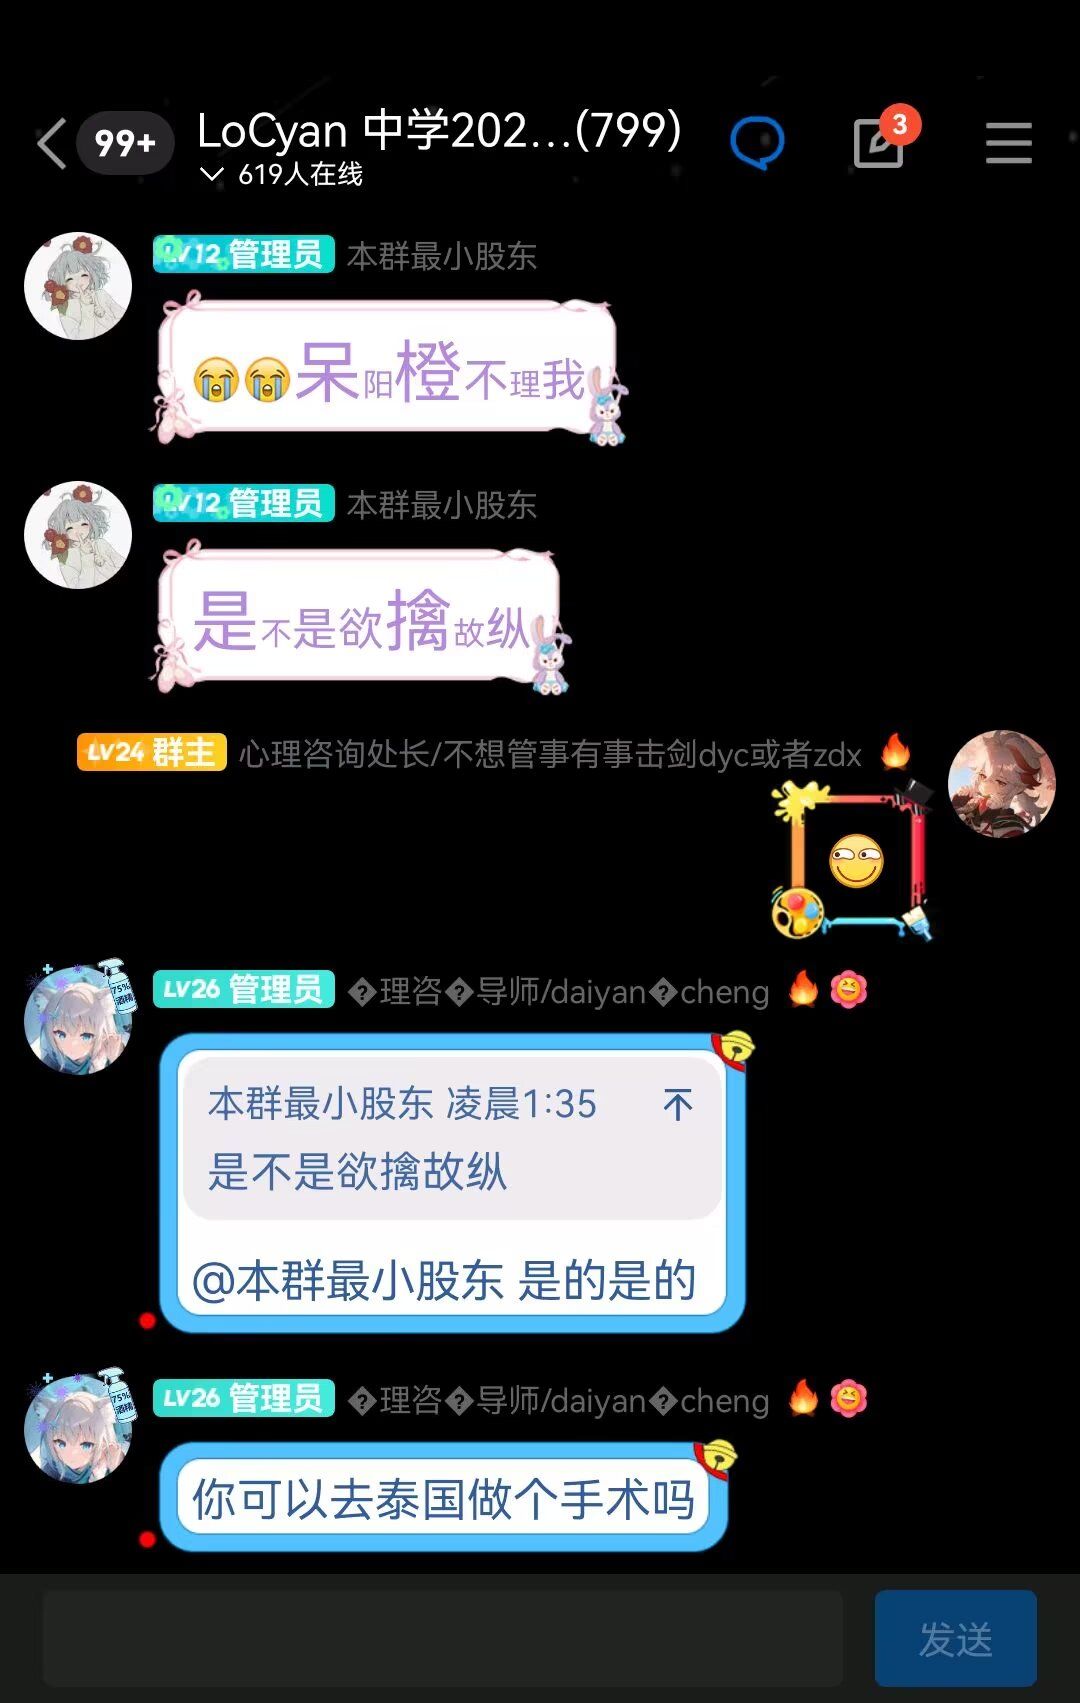 99+
LoCyan 中学202...(799)
3
619人在线
LV12 管理员 本群最小股东
😭😭呆阳橙不理我
LV12 管理员 本群最小股东
是不是欲擒故纵
LV24 群主 心理咨询处长/不想管事有事击剑dyc或者zdx 🔥
LV26 管理员 �理咨�导师/daiyan�cheng 🔥
75%
酒精
本群最小股东 凌晨1:35
是不是欲擒故纵
@本群最小股东 是的是的
LV26 管理员 �理咨�导师/daiyan�cheng 🔥
75%
酒精
你可以去泰国做个手术吗
发送